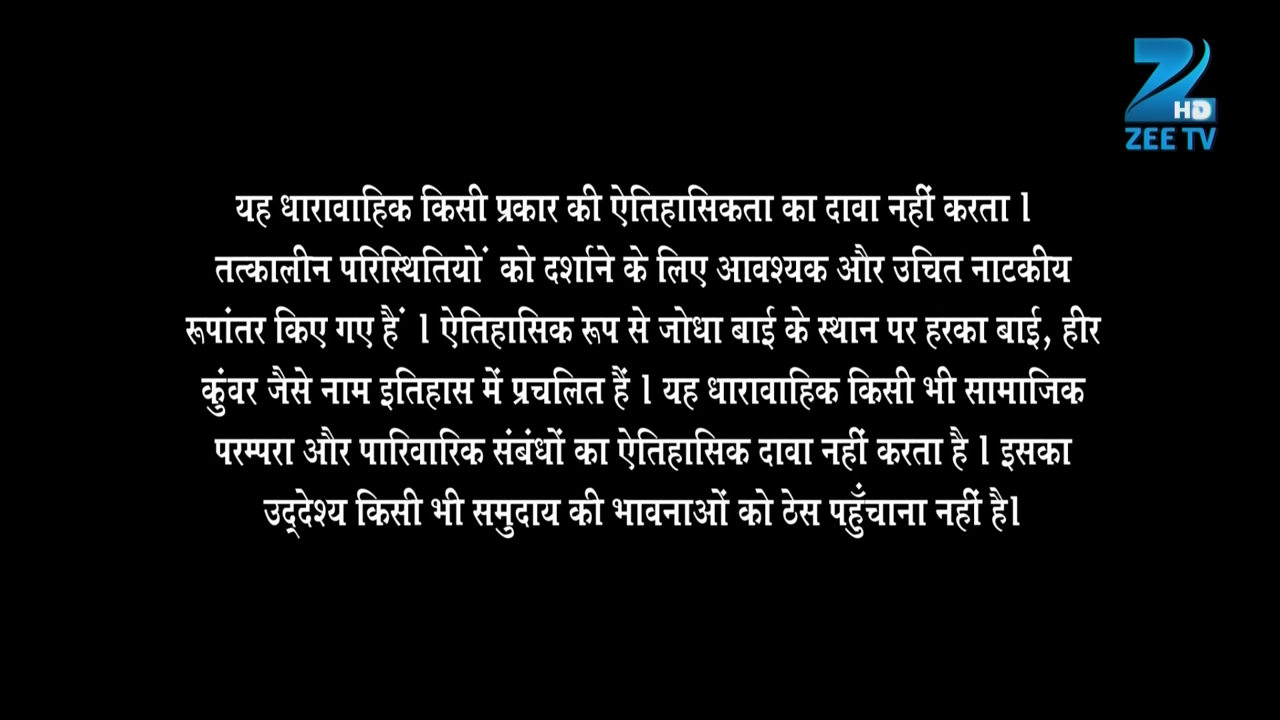 HD
ZEE TV
यह धारावाहिक किसी प्रकार की ऐतिहासिकता का दावा नहीं करता।
तत्कालीन परिस्थितियों को दर्शाने के लिए आवश्यक और उचित नाटकीय
रूपांतर किए गए हैं । ऐतिहासिक रूप से जोधा बाई के स्थान पर हरका बाई, हीर
कुंवर जैसे नाम इतिहास में प्रचलित हैं । यह धारावाहिक किसी भी सामाजिक
परम्परा और पारिवारिक संबंधों का ऐतिहासिक दावा नहीं करता है । इसका
उद्देश्य किसी भी समुदाय की भावनाओं को ठेस पहुँचाना नहीं है।